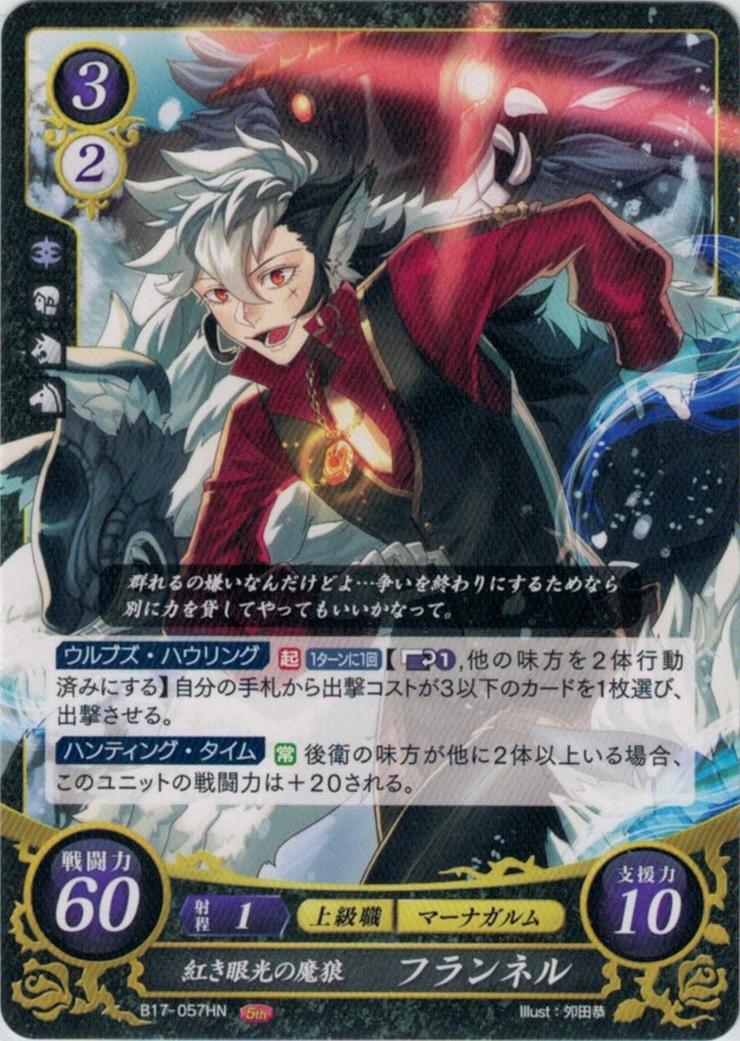 3
2
群れるの嫌いなんだけどよ…争いを終わりにするためなら
別に力を貸してやってもいいかなって。
ウルブズ・ハウリング 起 1ターンに1回【 1,他の味方を2体行動
済みにする】自分の手札から出撃コストが3以下のカードを1枚選び、
出撃させる。
ハンティング・タイム 常 後衛の味方が他に2体以上いる場合、
このユニットの戦闘力は+20される。
戦闘力
60
射程 1
上級職 マーナガルム
支援力
10
紅き眼光の魔狼 フランネル
B17-057HN 5th
Illust:夘田恭